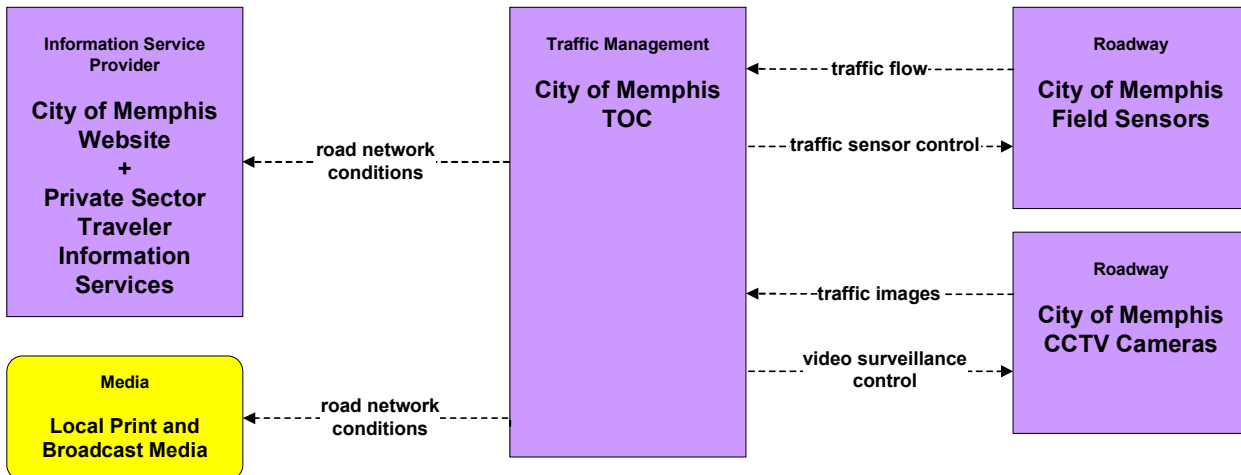 Information Service
Provider
City of Memphis
Website
+
Private Sector
Traveler
Information
Services
Media
Local Print and
Broadcast Media
road network
conditions
road network
conditions
Traffic Management
City of Memphis
TOC
traffic flow
traffic sensor control
traffic images
video surveillance
control
Roadway
City of Memphis
Field Sensors
Roadway
City of Memphis
CCTV Cameras